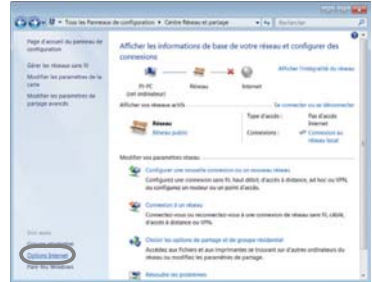 Tous les Panneaux de configuration ▸ Centre Réseau et partage
Rechercher
Page d'accueil du panneau de configuration
Gérer les réseaux sans fil
Modifier les paramètres de la carte
Modifier les paramètres de partage avancés
Afficher les informations de base de votre réseau et configurer des connexions
Afficher l'intégralité du réseau
PC
(cet ordinateur)
Réseau
Internet
Afficher vos réseaux actifs
Se connecter ou se déconnecter
Réseau
Réseau public
Type d'accès :
Pas d'accès Internet
Connexions :
Connexion au réseau local
Modifier vos paramètres réseau
Configurer une nouvelle connexion ou un nouveau réseau
Configurez une connexion sans fil, haut débit, d'accès à distance, ad hoc ou VPN, ou configurez un routeur ou un point d'accès.
Connexion à un réseau
Connectez-vous ou reconnectez-vous à une connexion de réseau sans fil, câblé, d'accès à distance ou VPN.
Choisir les options de partage et de groupe résidentiel
Accédez aux fichiers et aux imprimantes se trouvant sur d'autres ordinateurs du réseau ou modifiez les paramètres de partage.
Résoudre les problèmes
Voir aussi
Groupe résidentiel
Options Internet
Pare-feu Windows